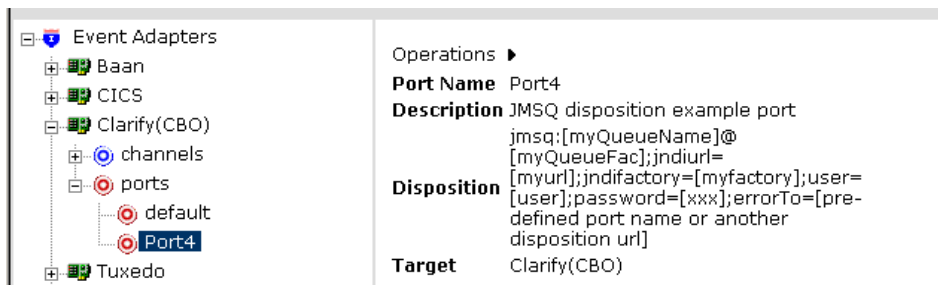 Event Adapters
Baan
CICS
Clarify(CBO)
channels
ports
default
Port4
Tuxedo
Operations
Port Name Port4
Description JMSQ disposition example port
jmsq:[myQueueName]@
[myQueueFac];jndiurl=
[myurl];jndifactory=[myfactory];user=
Disposition [user];password=[xxx];errorTo=[pre-
defined port name or another
disposition url]
Target Clarify(CBO)